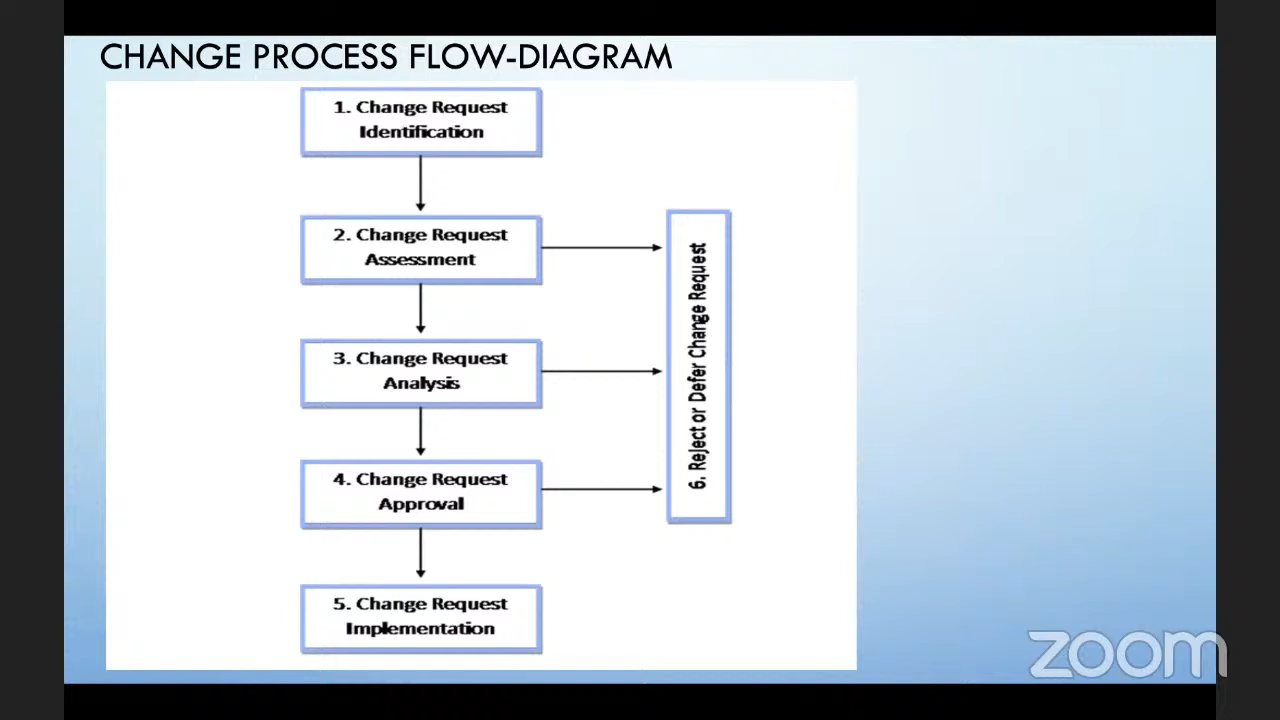 CHANGE PROCESS FLOW-DIAGRAM
1. Change Request
Identification
2. Change Request
Assessment
3. Change Request
Analysis
4. Change Request
Approval
5. Change Request
Implementation
6. Reject or Defer Change Request
zoom